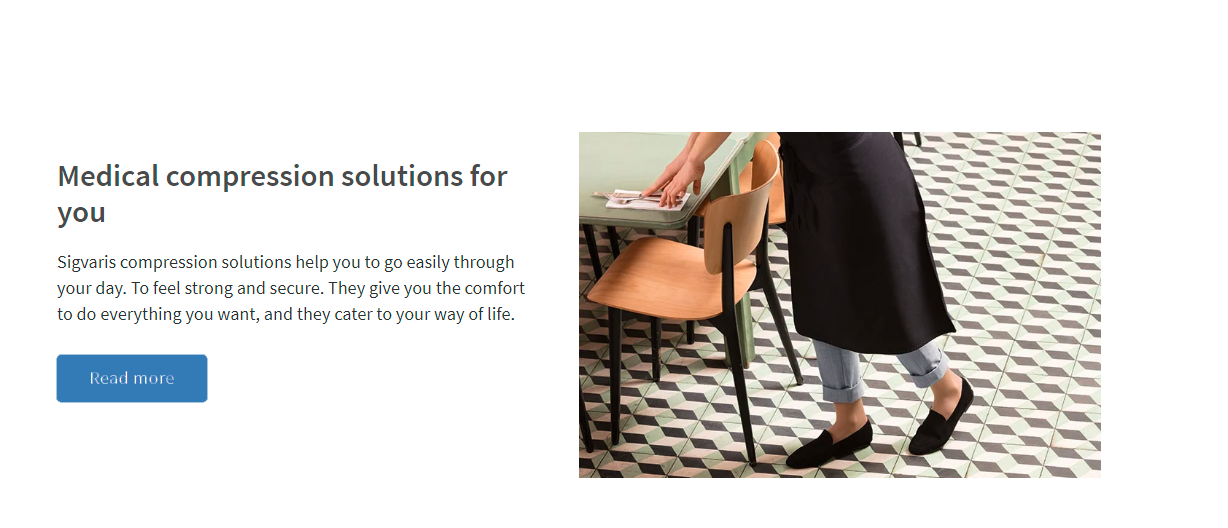 Medical compression solutions for
you
Sigvaris compression solutions help you to go easily through
your day. To feel strong and secure. They give you the comfort
to do everything you want, and they cater to your way of life.
Read more